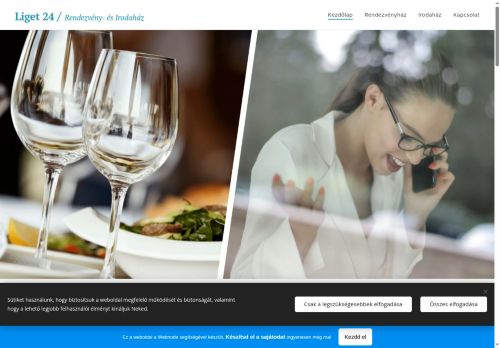 Liget 24 / Rendezvény- és Irodaház
Kezdőlap Rendezvényház Irodaház Kapcsolat
Sütiket használunk, hogy biztosítsuk a weboldal megfelelő működését és biztonságát, valamint
hogy a lehető legjobb felhasználói élményt kínáljuk Neked.
Csak a legszükségesebbek elfogadása
Összes elfogadása
Ez a weboldal a Webnode segítségével készült. Készítsd el a sajátodat ingyenesen még ma!
Kezdd el